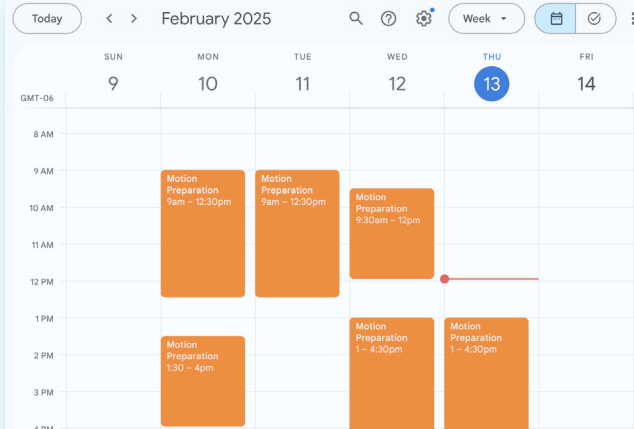 Today
February 2025
Week
SUN MON TUE WED THU FRI
9 10 11 12 13 14
GMT-06
8 AM
9 AM
10 AM
11 AM
12 PM
1 PM
2 PM
3 PM
4 PM
Motion
Preparation
9am – 12:30pm
Motion
Preparation
1:30 – 4pm
Motion
Preparation
9am – 12:30pm
Motion
Preparation
9:30am – 12pm
Motion
Preparation
1 – 4:30pm
Motion
Preparation
1 – 4:30pm